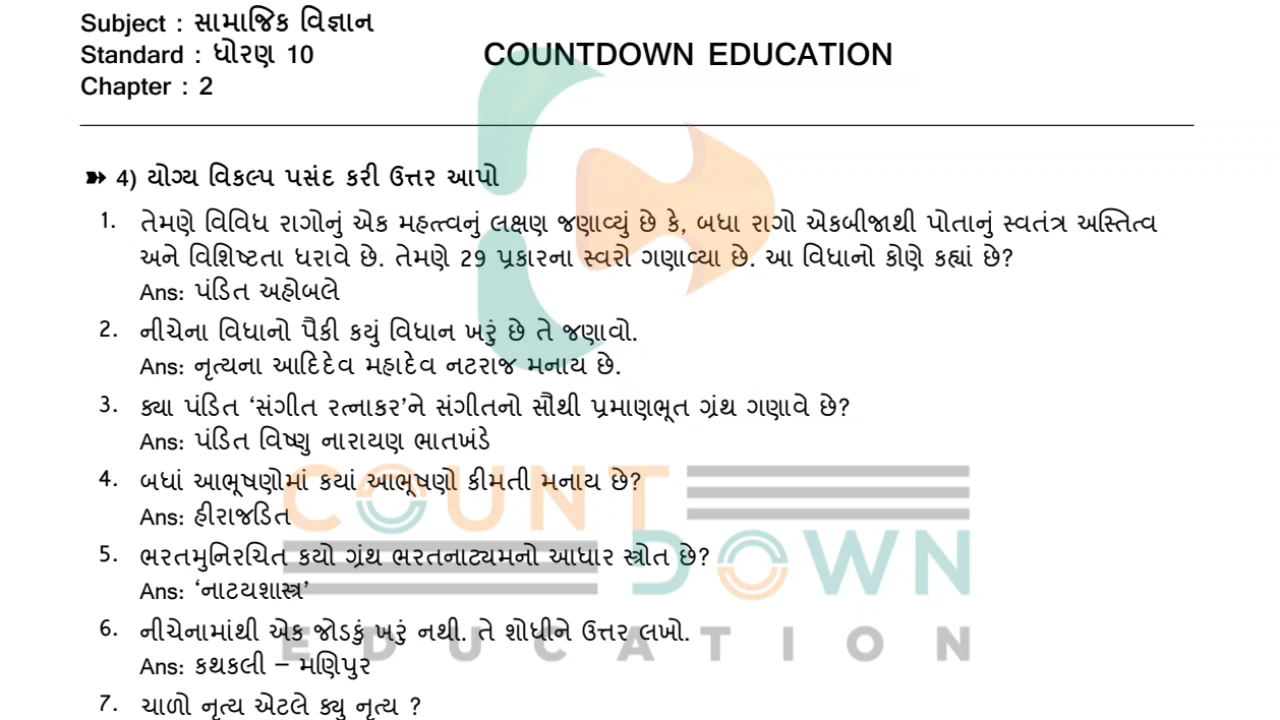 Subject : સામાજિક વિજ્ઞાન
Standard : ધોરણ 10
COUNTDOWN EDUCATION
Chapter : 2
4) યોગ્ય વિકલ્પ પસંદ કરી ઉત્તર આપો
1. તેમણે વિવિધ રાગોનું એક મહત્ત્વનું લક્ષણ જણાવ્યું છે કે, બધા રાગો એકબીજાથી પોતાનું સ્વતંત્ર અસ્તિત્વ
અને વિશિષ્ટતા ધરાવે છે. તેમણે 29 પ્રકારના સ્વરો ગણાવ્યા છે. આ વિધાનો કોણે કહ્યાં છે?
Ans: પંડિત અહોબલે
2. નીચેના વિધાનો પૈકી કયું વિધાન ખરું છે તે જણાવો.
Ans: નૃત્યના આદિદેવ મહાદેવ નટરાજ મનાય છે.
3. ક્યા પંડિત ‘સંગીત રત્નાકર’ને સંગીતનો સૌથી પ્રમાણભૂત ગ્રંથ ગણાવે છે?
Ans: પંડિત વિષ્ણુ નારાયણ ભાતખંડે
4. બધાં આભૂષણોમાં કયાં આભૂષણો કીમતી મનાય છે?
Ans: હીરાજડિત
5. ભરતમુનિરચિત કયો ગ્રંથ ભરતનાટ્યમનો આધાર સ્ત્રોત છે?
Ans: ‘નાટયશાસ્ત્ર’
6. નીચેનામાંથી એક જોડકું ખરું નથી. તે શોધીને ઉત્તર લખો.
Ans: કથકલી – મણિપુર
7. ચાળો નૃત્ય એટલે ક્યુ નૃત્ય ?
COUNT
DOWN
EDUCATION